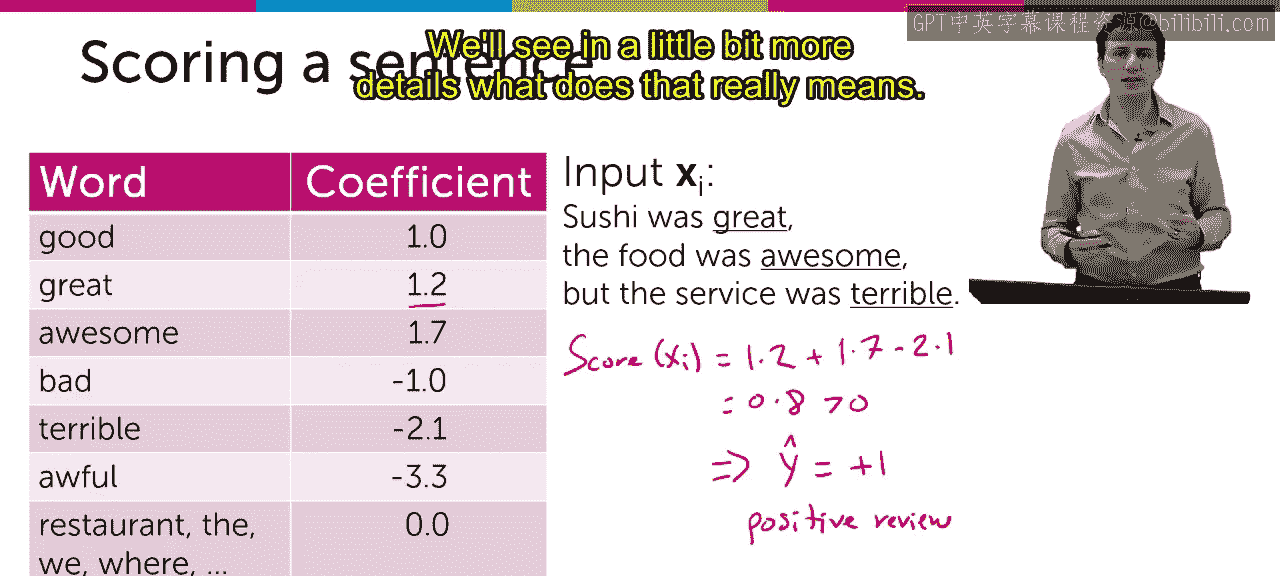 GPT中英字幕课程资源@bilibili.com
Scoring a sentence
We'll see in a little bit more
details what does that really means.
Word Coefficient
good 1.0
great 1.2
awesome 1.7
bad -1.0
terrible -2.1
awful -3.3
restaurant, the, 0.0
we, where, ...
Input xi:
Sushi was great,
the food was awesome,
but the service was terrible.
Score (xi) = 1.2 + 1.7 - 2.1
= 0.8 > 0
=> ŷ = +1
positive review